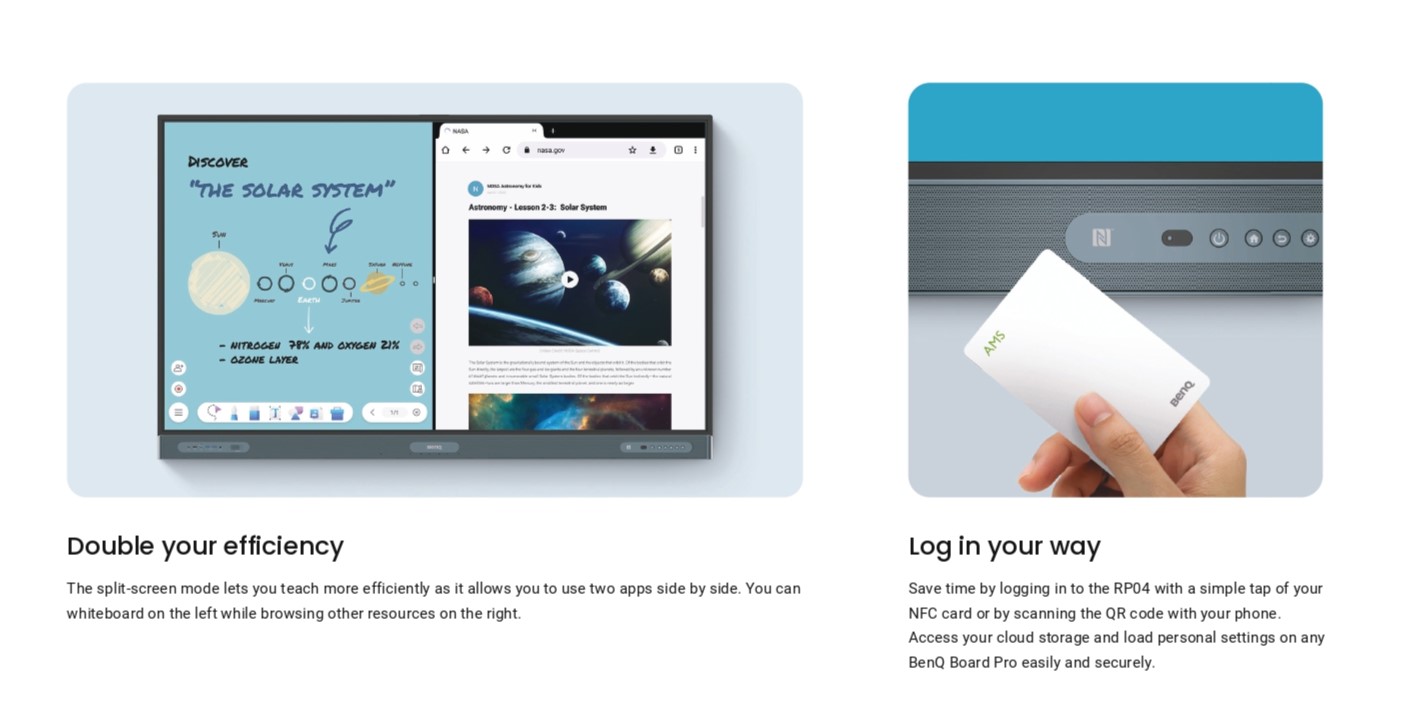 DISCOVER
"THE SOLAR SYSTEM"
SUN
VENUS
MARS
SATURN
NEPTUNE
MERCURY
EARTH
JUPITER
- NITROGEN 78% AND OXYGEN 21%
- OZONE LAYER
1/1
BENQ
NASA
nasa.gov
N
NASA Astronomy for Kids
Astronomy - Lesson 2-3: Solar System
AMS
BenQ
Double your efficiency
The split-screen mode lets you teach more efficiently as it allows you to use two apps side by side. You can
whiteboard on the left while browsing other resources on the right.
Log in your way
Save time by logging in to the RP04 with a simple tap of your
NFC card or by scanning the QR code with your phone.
Access your cloud storage and load personal settings on any
BenQ Board Pro easily and securely.